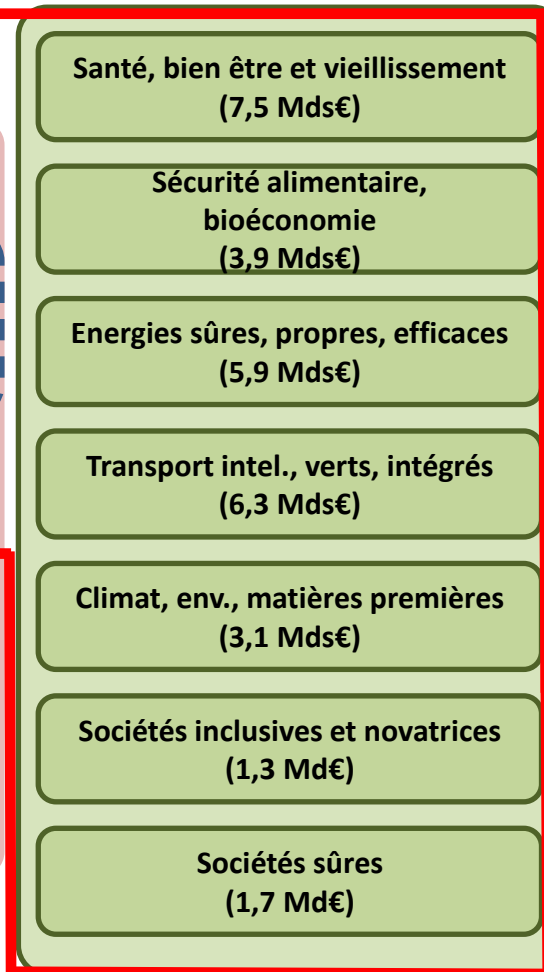 Santé, bien être et vieillissement
(7,5 Mds€)
Sécurité alimentaire,
bioéconomie
(3,9 Mds€)
Energies sûres, propres, efficaces
(5,9 Mds€)
Transport intel., verts, intégrés
(6,3 Mds€)
Climat, env., matières premières
(3,1 Mds€)
Sociétés inclusives et novatrices
(1,3 Md€)
Sociétés sûres
(1,7 Md€)